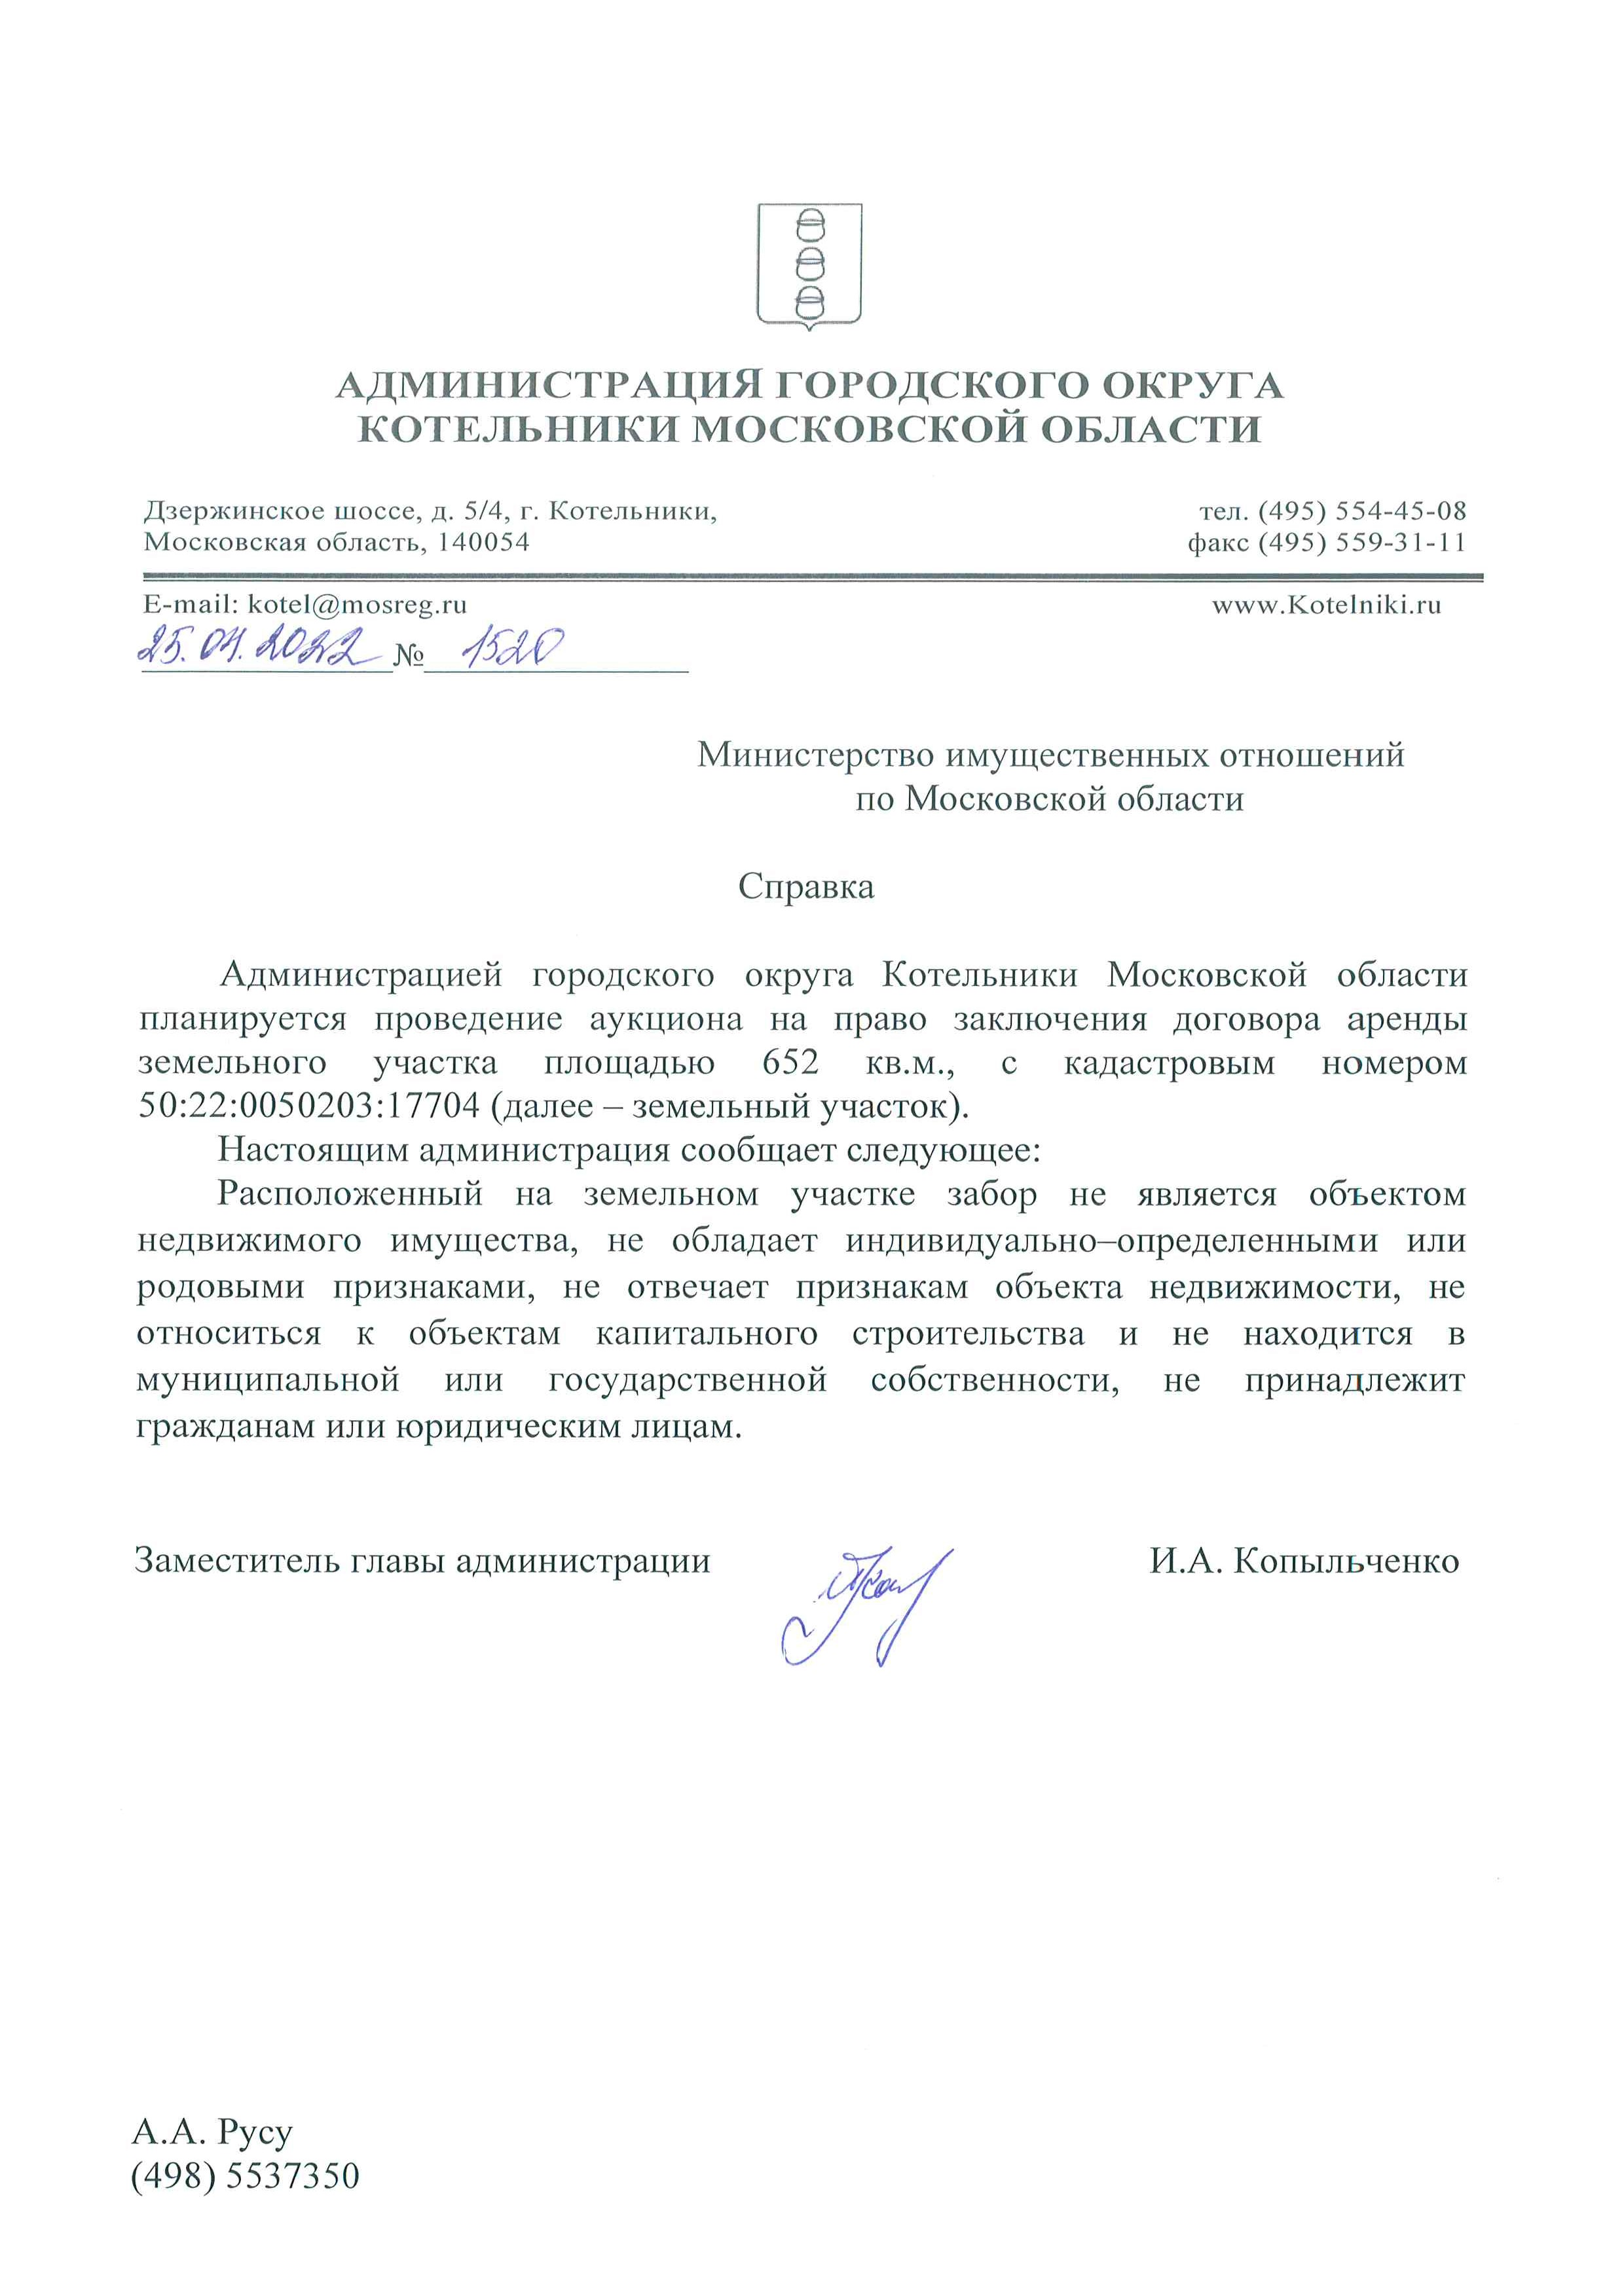 АДМИНИСТРАЦИЯ ГОРОДСКОГО ОКРУГА
КОТЕЛЬНИКИ МОСКОВСКОЙ ОБЛАСТИ
Дзержинское шоссе, д. 5/4, г. Котельники,
Московская область, 140054
тел. (495) 554-45-08
факс (495) 559-31-11
E-mail: kotel@mosreg.ru
www.Kotelniki.ru
25.04.2022 № 1520
Министерство имущественных отношений
по Московской области
Справка
Администрацией городского округа Котельники Московской области
планируется проведение аукциона на право заключения договора аренды
земельного участка площадью 652 кв.м., с кадастровым номером
50:22:0050203:17704 (далее – земельный участок).
Настоящим администрация сообщает следующее:
Расположенный на земельном участке забор не является объектом
недвижимого имущества, не обладает индивидуально–определенными или
родовыми признаками, не отвечает признакам объекта недвижимости, не
относиться к объектам капитального строительства и не находится в
муниципальной или государственной собственности, не принадлежит
гражданам или юридическим лицам.
Заместитель главы администрации
И.А. Копыльченко
А.А. Русу
(498) 5537350